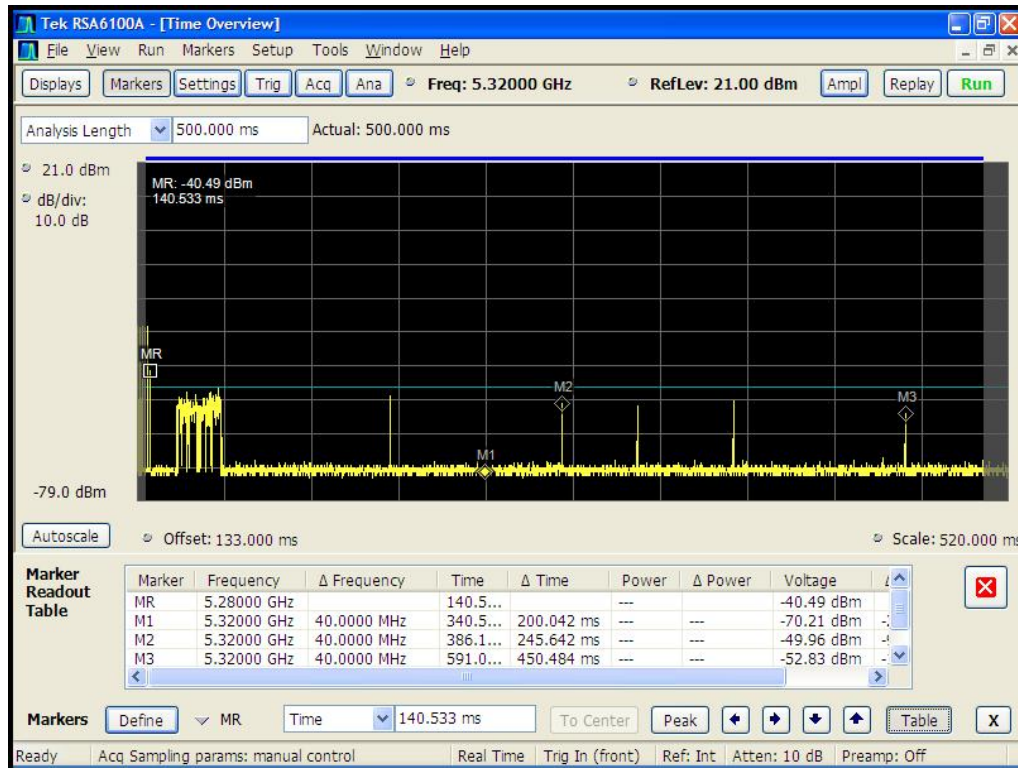 Tek RSA6100A - [Time Overview]
File View Run Markers Setup Tools Window Help
Displays Markers Settings Trig Acq Ana Freq: 5.32000 GHz RefLev: 21.00 dBm Ampl Replay Run
Analysis Length 500.000 ms Actual: 500.000 ms
21.0 dBm
MR: -40.49 dBm
dB/div: 140.533 ms
10.0 dB
MR
M2
M3
M1
-79.0 dBm
Autoscale Offset: 133.000 ms Scale: 520.000 ms
Marker Readout Table
Marker Frequency Δ Frequency Time Δ Time Power Δ Power Voltage
MR 5.28000 GHz 140.5... --- -40.49 dBm
M1 5.32000 GHz 40.0000 MHz 340.5... 200.042 ms --- --- -70.21 dBm
M2 5.32000 GHz 40.0000 MHz 386.1... 245.642 ms --- --- -49.96 dBm
M3 5.32000 GHz 40.0000 MHz 591.0... 450.484 ms --- --- -52.83 dBm
Markers Define MR Time 140.533 ms To Center Peak Table X
Ready Acq Sampling params: manual control Real Time Trig In (front) Ref: Int Atten: 10 dB Preamp: Off